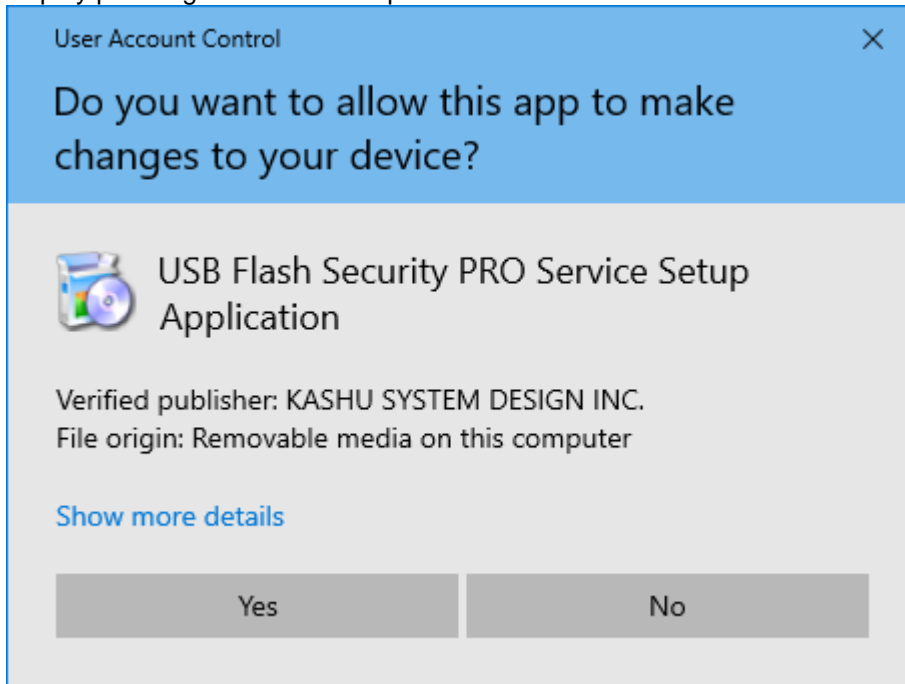 User Account Control
Do you want to allow this app to make
changes to your device?
USB Flash Security PRO Service Setup
Application
Verified publisher: KASHU SYSTEM DESIGN INC.
File origin: Removable media on this computer
Show more details
Yes
No